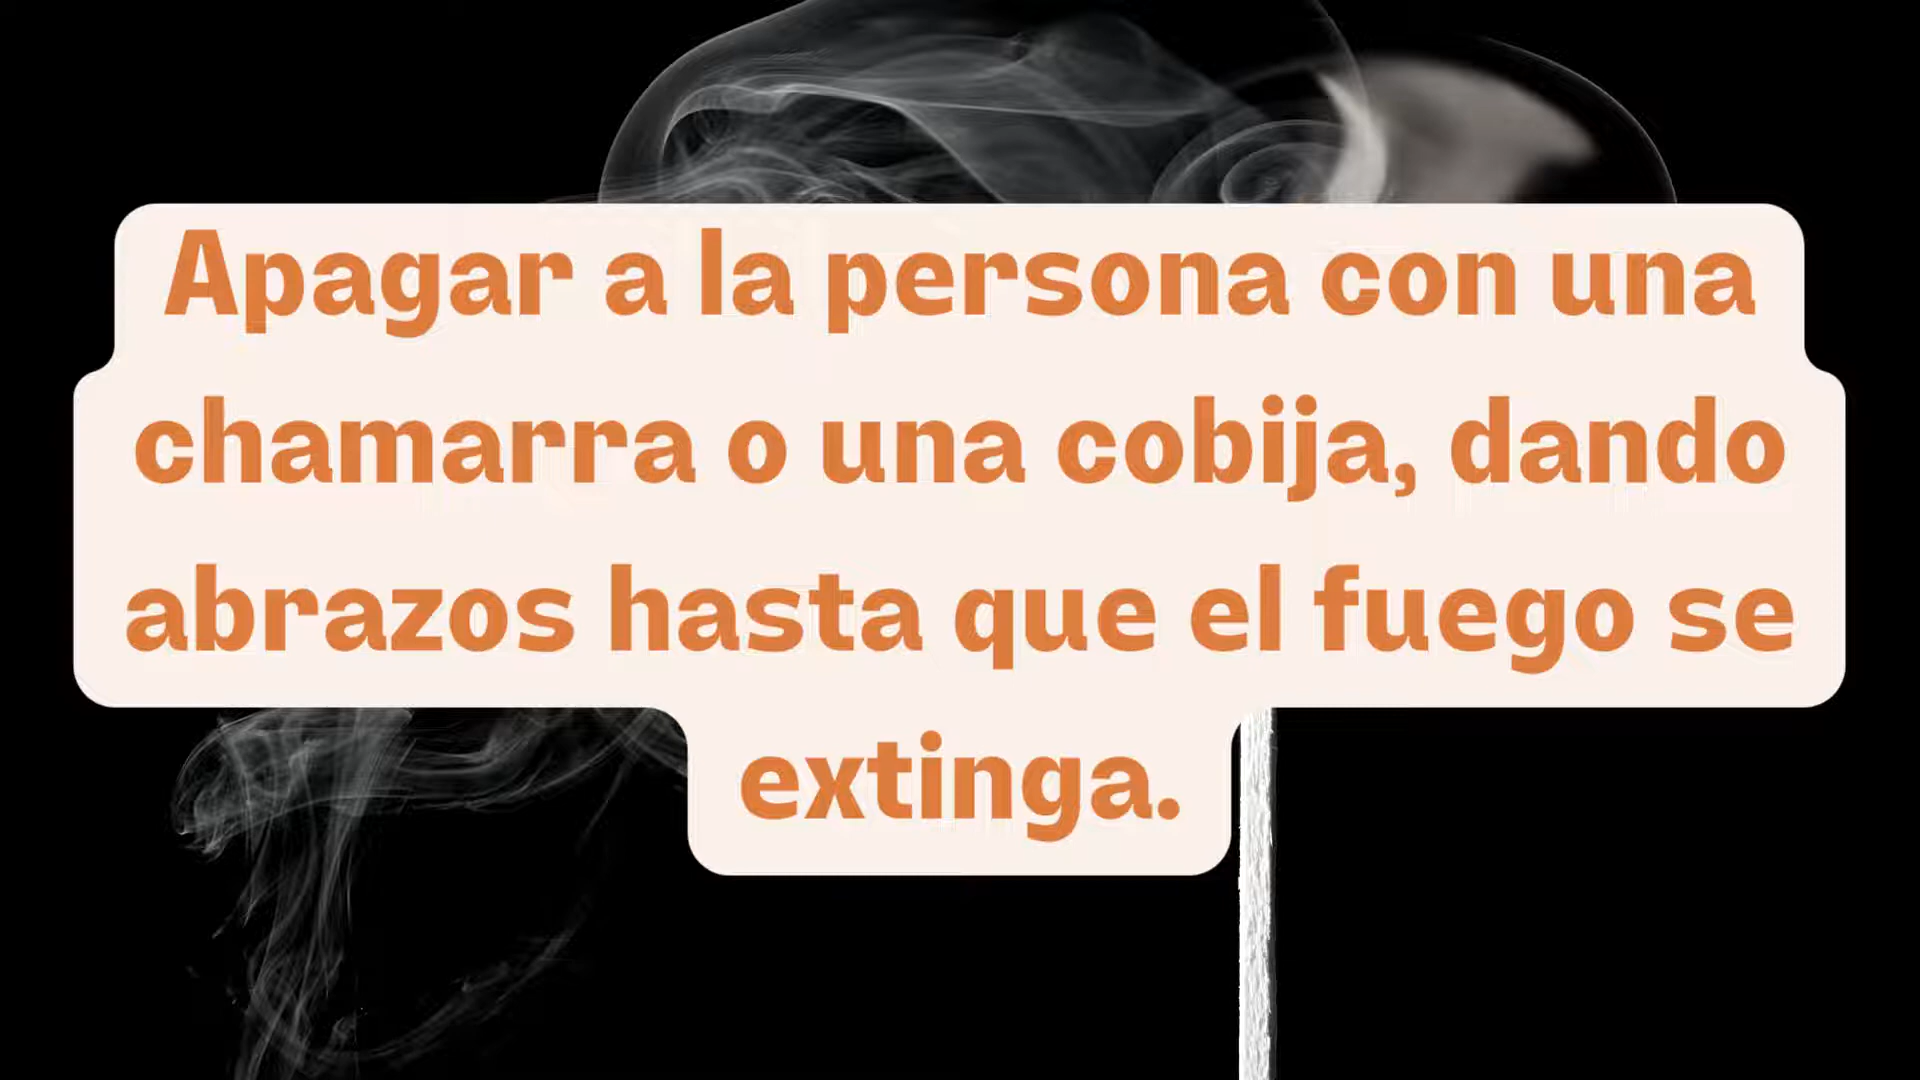 Apagar a la persona con una
chamarra o una cobija, dando
abrazos hasta que el fuego se
extinga.